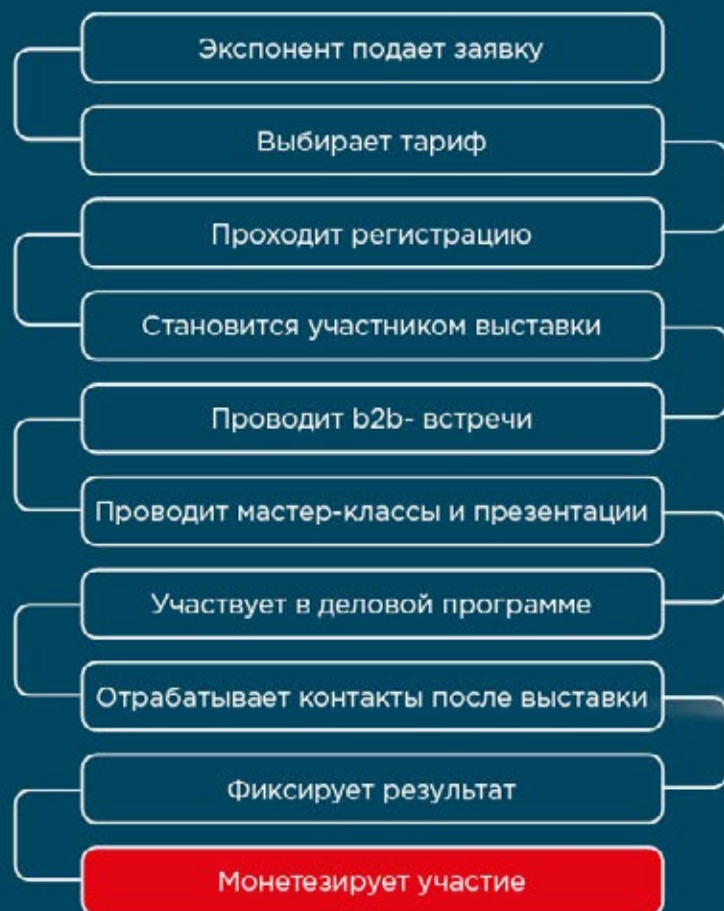 Экспонент подает заявку
Выбирает тариф
Проходит регистрацию
Становится участником выставки
Проводит b2b- встречи
Проводит мастер-классы и презентации
Участвует в деловой программе
Отрабатывает контакты после выставки
Фиксирует результат
Монетезирует участие